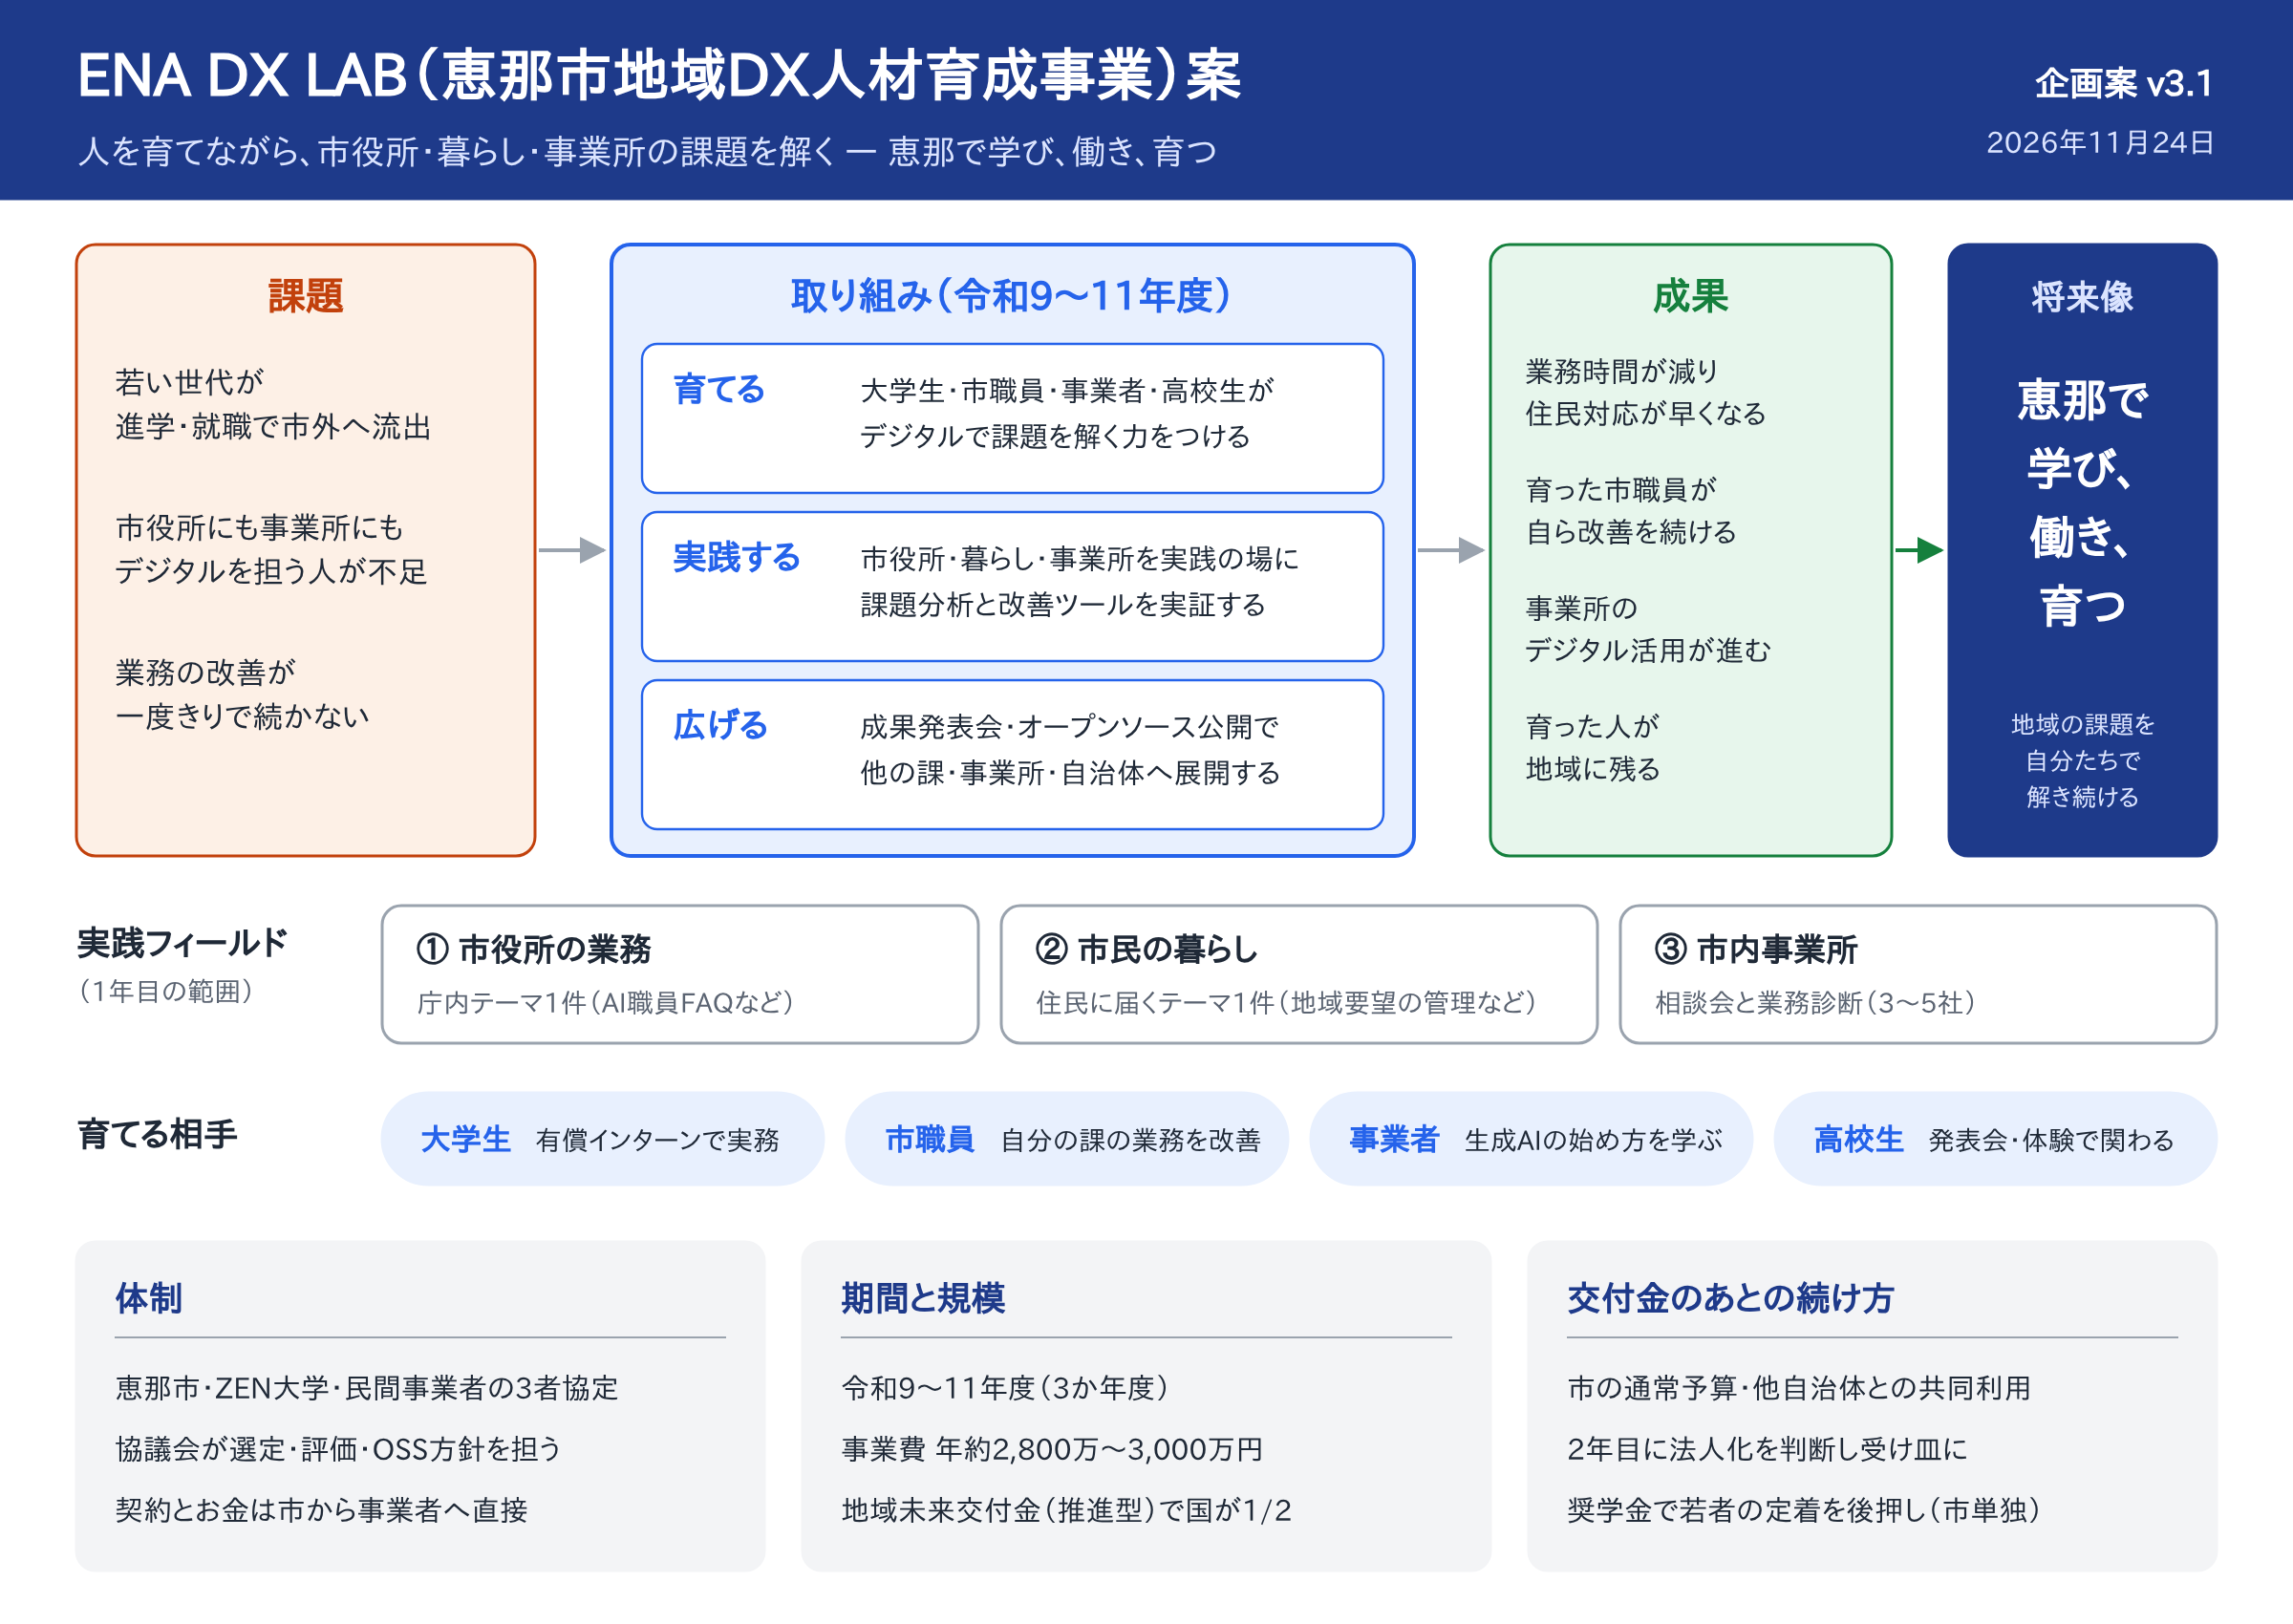 ENA DX LAB（恵那市地域DX人材育成事業）案
人を育てながら、市役所・暮らし・事業所の課題を解く — 恵那で学び、働き、育つ
企画案 v3.1
2026年11月24日
課題
若い世代が
進学・就職で市外へ流出
市役所にも事業所にも
デジタルを担う人が不足
業務の改善が
一度きりで続かない
取り組み（令和9〜11年度）
育てる
大学生・市職員・事業者・高校生が
デジタルで課題を解く力をつける
実践する
市役所・暮らし・事業所を実践の場に
課題分析と改善ツールを実証する
広げる
成果発表会・オープンソース公開で
他の課・事業所・自治体へ展開する
成果
業務時間が減り
住民対応が早くなる
育った市職員が
自ら改善を続ける
事業所の
デジタル活用が進む
育った人が
地域に残る
将来像
恵那で
学び、
働き、
育つ
地域の課題を
自分たちで
解き続ける
実践フィールド
（1年目の範囲）
① 市役所の業務
庁内テーマ1件（AI職員FAQなど）
② 市民の暮らし
住民に届くテーマ1件（地域要望の管理など）
③ 市内事業所
相談会と業務診断（3〜5社）
育てる相手
大学生 有償インターンで実務
市職員 自分の課の業務を改善
事業者 生成AIの始め方を学ぶ
高校生 発表会・体験で関わる
体制
恵那市・ZEN大学・民間事業者の3者協定
協議会が選定・評価・OSS方針を担う
契約とお金は市から事業者へ直接
期間と規模
令和9〜11年度（3か年度）
事業費 年約2,800万〜3,000万円
地域未来交付金（推進型）で国が1/2
交付金のあとの続け方
市の通常予算・他自治体との共同利用
2年目に法人化を判断し受け皿に
奨学金で若者の定着を後押し（市単独）